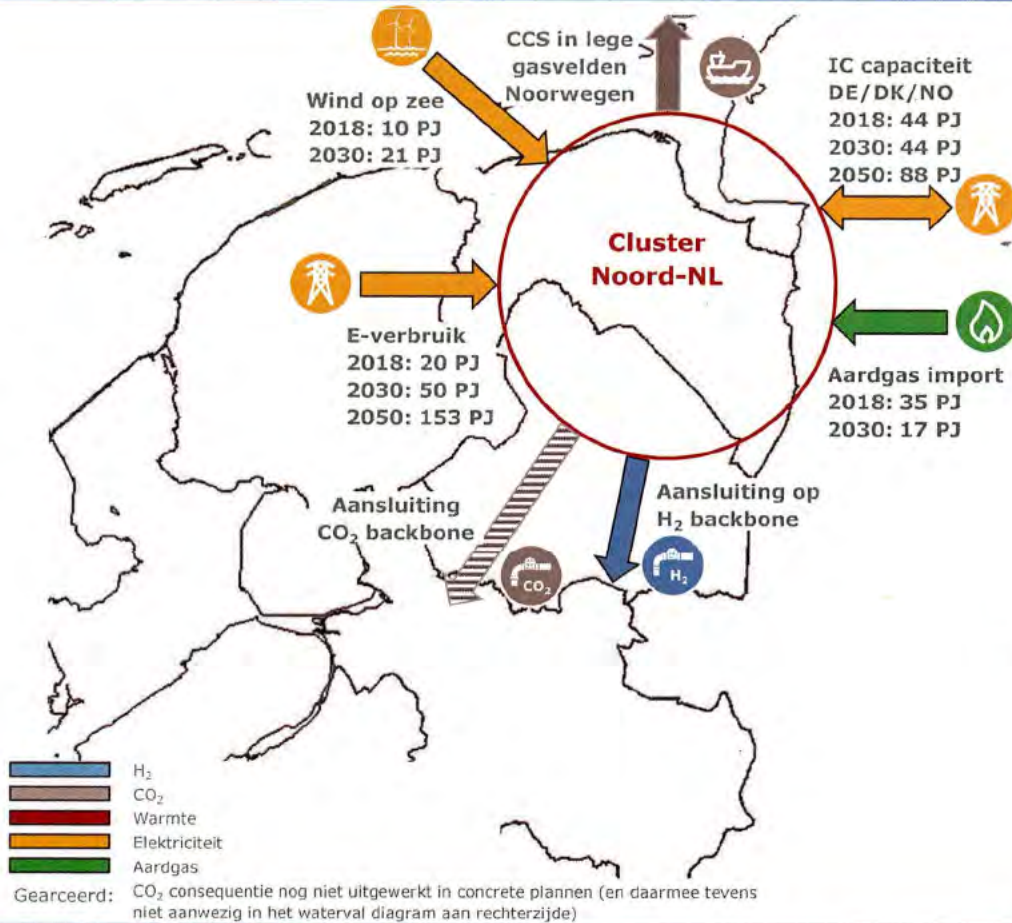 CCS in lege
gasvelden
Noorwegen
Wind op zee
2018: 10 PJ
2030: 21 PJ
IC capaciteit
DE/DK/NO
2018: 44 PJ
2030: 44 PJ
2050: 88 PJ
Cluster
Noord-NL
E-verbruik
2018: 20 PJ
2030: 50 PJ
2050: 153 PJ
Aardgas import
2018: 35 PJ
2030: 17 PJ
Aansluiting
CO₂ backbone
Aansluiting op
H₂ backbone
CO₂
H₂
H₂
CO₂
Warmte
Elektriciteit
Aardgas
Gearceerd: CO₂ consequentie nog niet uitgewerkt in concrete plannen (en daarmee tevens
niet aanwezig in het waterval diagram aan rechterzijde)